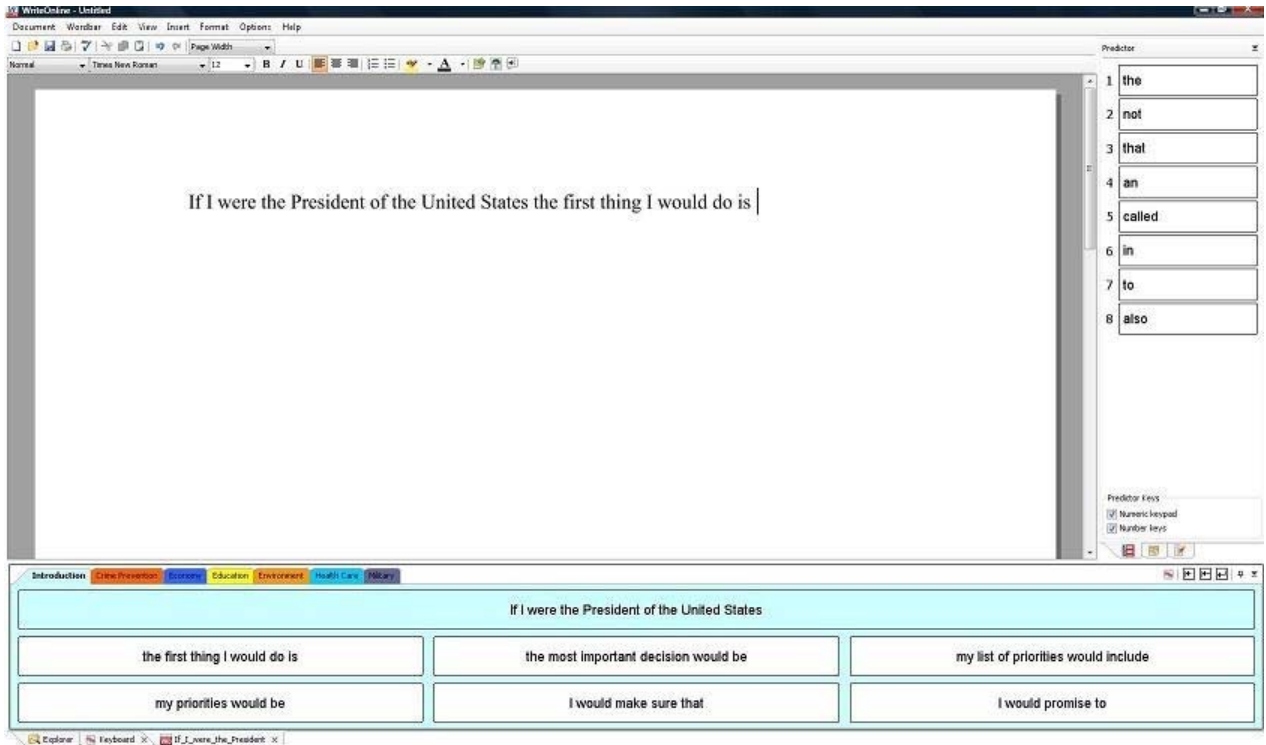 WriteOnline - Untitled
Document Wordbar Edit View Insert Format Options Help
Page Width
Normal Times New Roman 12 B I U A
If I were the President of the United States the first thing I would do is
Predictor
1 the
2 not
3 that
4 an
5 called
6 in
7 to
8 also
Predictor Keys
Numeric keypad
Number keys
Introduction Crime Prevention Economy Education Environment Health Care Military
If I were the President of the United States
the first thing I would do is the most important decision would be my list of priorities would include
my priorities would be I would make sure that I would promise to
Explorer Keyboard If_I_were_the_President